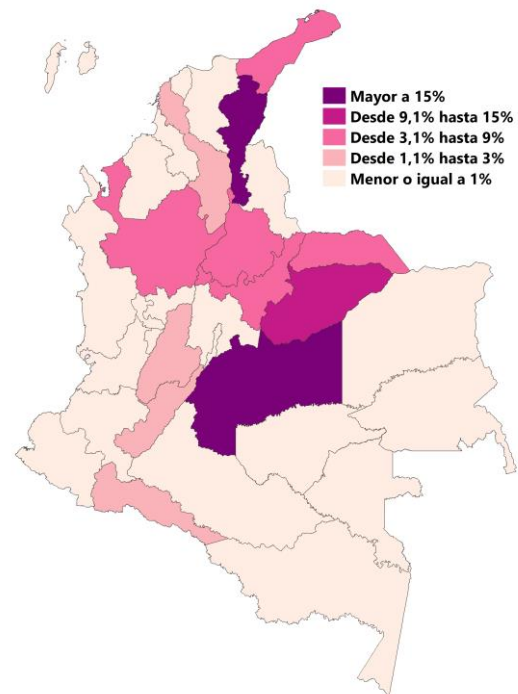 Mayor a 15%
Desde 9,1% hasta 15%
Desde 3,1% hasta 9%
Desde 1,1% hasta 3%
Menor o igual a 1%